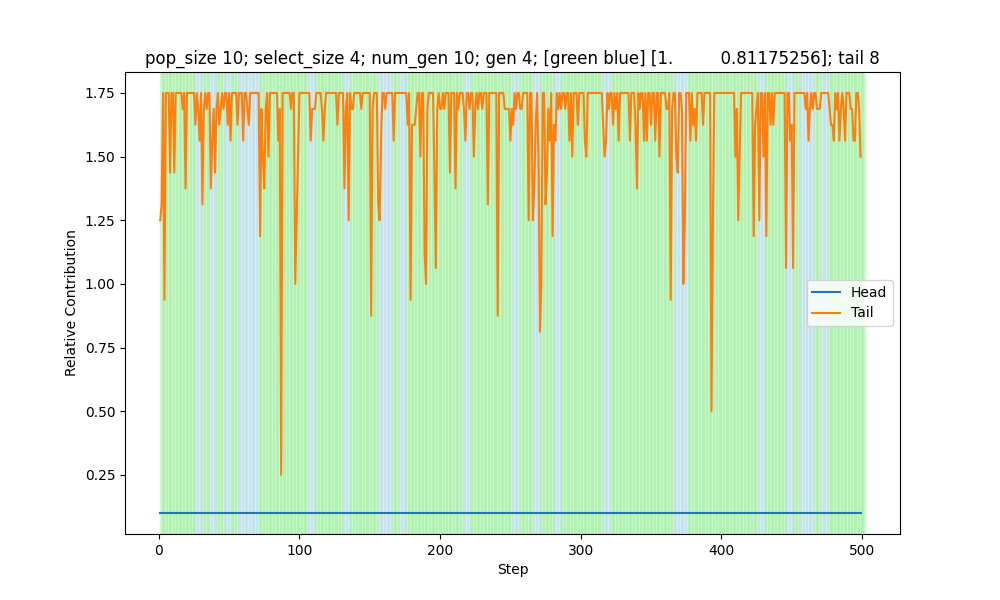 pop_size 10; select_size 4; num_gen 10; gen 4; [green blue] [1.         0.81175256]; tail 8
Relative Contribution
1.75
1.50
1.25
1.00
0.75
0.50
0.25
Head
Tail
0 100 200 300 400 500
Step